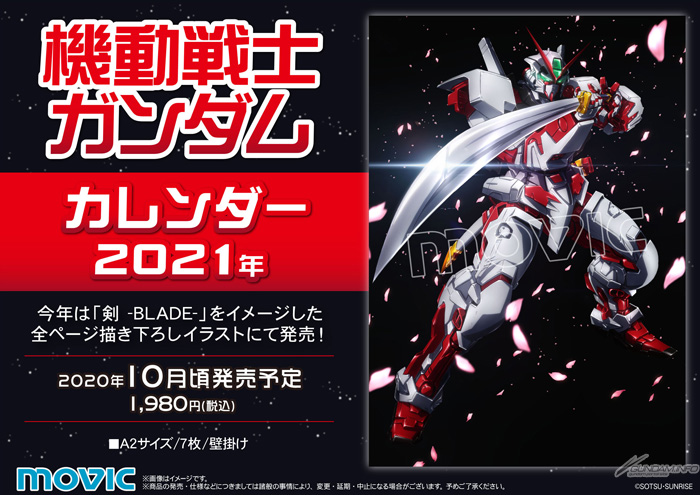 機動戦士
ガンダム
カレンダー
2021年
今年は「剣 -BLADE-」をイメージした
全ページ描き下ろしイラストにて発売！
2020年10月頃発売予定
1,980円(税込)
■A2サイズ/7枚/壁掛け
movic
※画像はイメージです。
※商品の発売・仕様などにつきましては諸般の事情により、変更・延期・中止になる場合がございます。予めご了承ください。
movic
GUNDAM.INFO
©SOTSU・SUNRISE